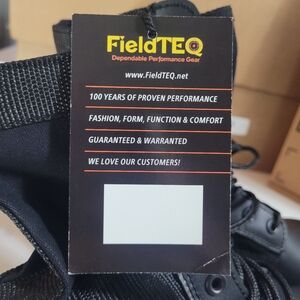 FieldTEQ
Dependable Performance Gear
www.FieldTEQ.net
100 YEARS OF PROVEN PERFORMANCE
FASHION, FORM, FUNCTION & COMFORT
GUARANTEED & WARRANTED
WE LOVE OUR CUSTOMERS!